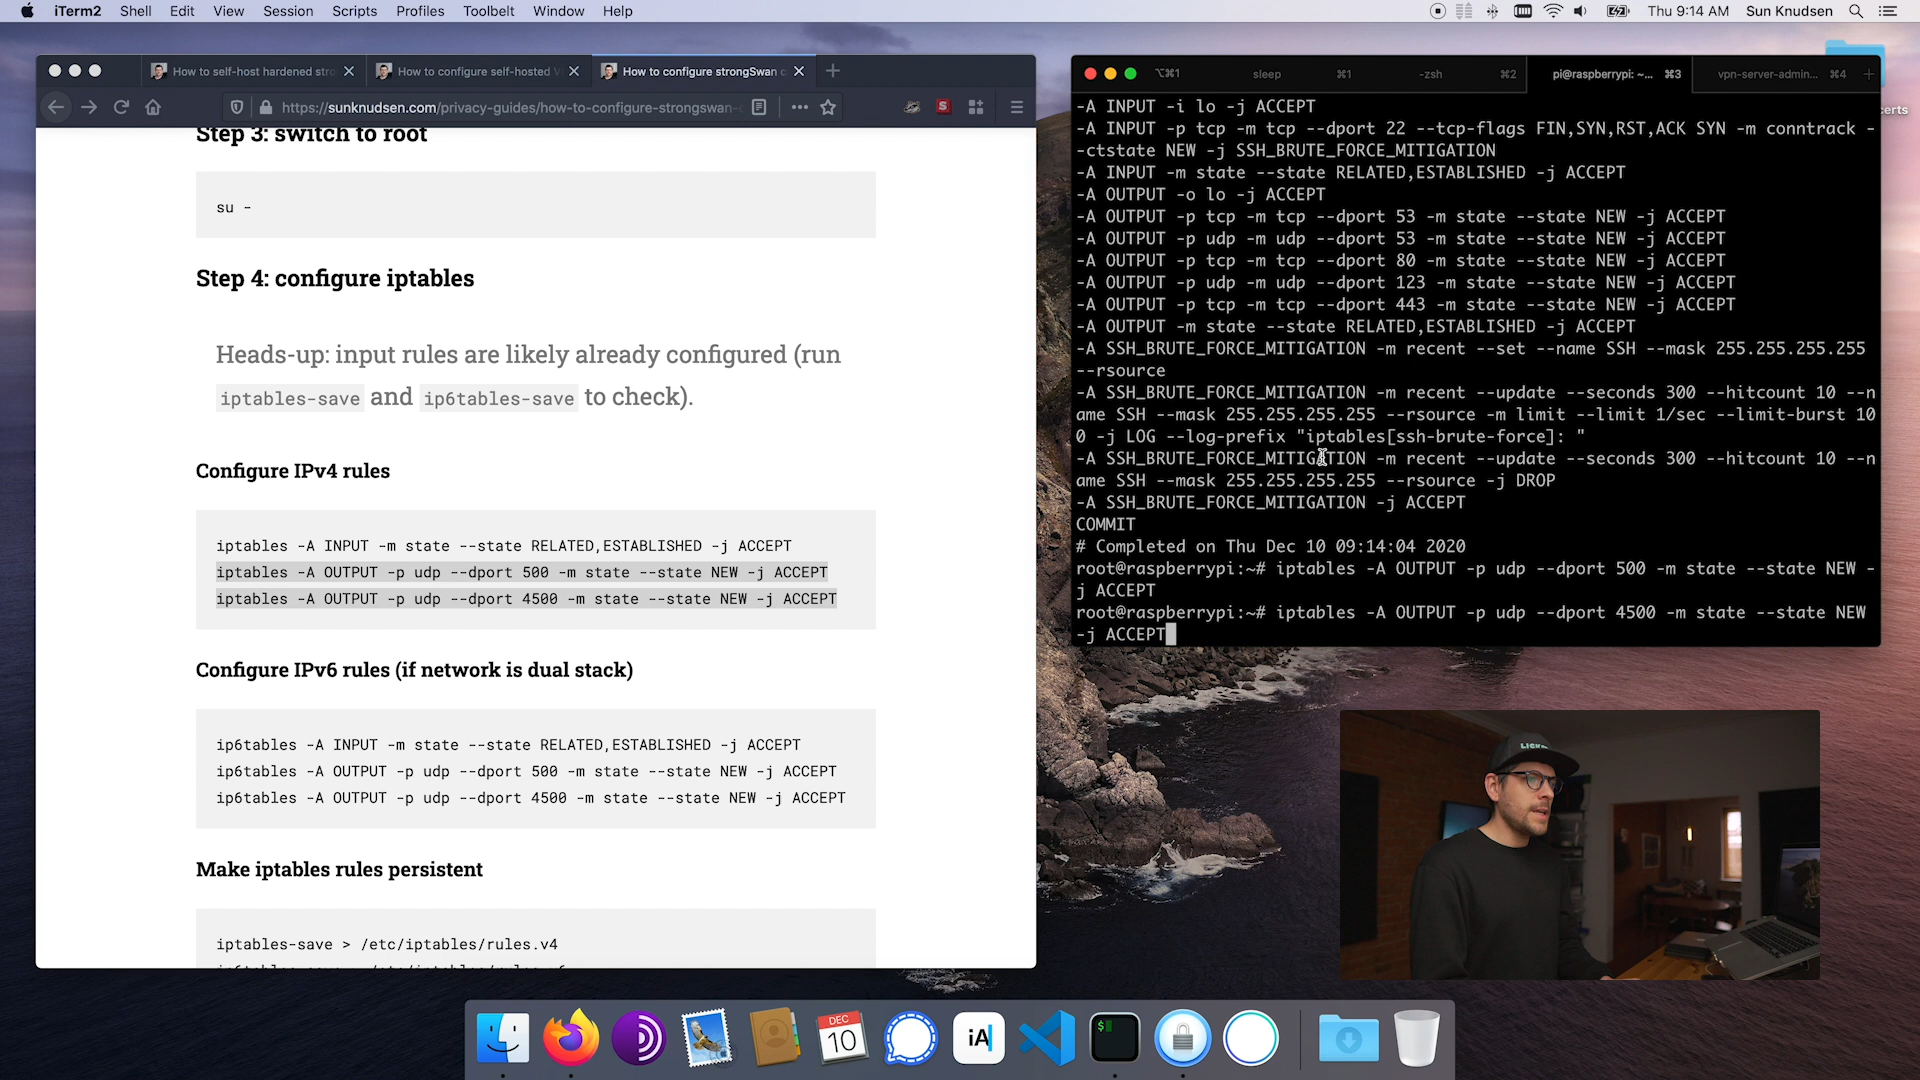 iTerm2 Shell Edit View Session Scripts Profiles Toolbelt Window Help
Thu 9:14 AM Sun Knudsen
How to self-host hardened stro
How to configure self-hosted V
How to configure strongSwan c
https://sunknudsen.com/privacy-guides/how-to-configure-strongswan-
Step 3: switch to root
su -
Step 4: configure iptables
Heads-up: input rules are likely already configured (run
iptables-save and ip6tables-save to check).
Configure IPv4 rules
iptables -A INPUT -m state --state RELATED,ESTABLISHED -j ACCEPT
iptables -A OUTPUT -p udp --dport 500 -m state --state NEW -j ACCEPT
iptables -A OUTPUT -p udp --dport 4500 -m state --state NEW -j ACCEPT
Configure IPv6 rules (if network is dual stack)
ip6tables -A INPUT -m state --state RELATED,ESTABLISHED -j ACCEPT
ip6tables -A OUTPUT -p udp --dport 500 -m state --state NEW -j ACCEPT
ip6tables -A OUTPUT -p udp --dport 4500 -m state --state NEW -j ACCEPT
Make iptables rules persistent
iptables-save > /etc/iptables/rules.v4
⌥⌘1 sleep ⌘1 -zsh ⌘2 pi@raspberrypi: ~... ⌘3 vpn-server-admin... ⌘4
-A INPUT -i lo -j ACCEPT
-A INPUT -p tcp -m tcp --dport 22 --tcp-flags FIN,SYN,RST,ACK SYN -m conntrack -
-ctstate NEW -j SSH_BRUTE_FORCE_MITIGATION
-A INPUT -m state --state RELATED,ESTABLISHED -j ACCEPT
-A OUTPUT -o lo -j ACCEPT
-A OUTPUT -p tcp -m tcp --dport 53 -m state --state NEW -j ACCEPT
-A OUTPUT -p udp -m udp --dport 53 -m state --state NEW -j ACCEPT
-A OUTPUT -p tcp -m tcp --dport 80 -m state --state NEW -j ACCEPT
-A OUTPUT -p udp -m udp --dport 123 -m state --state NEW -j ACCEPT
-A OUTPUT -p tcp -m tcp --dport 443 -m state --state NEW -j ACCEPT
-A OUTPUT -m state --state RELATED,ESTABLISHED -j ACCEPT
-A SSH_BRUTE_FORCE_MITIGATION -m recent --set --name SSH --mask 255.255.255.255
--rsource
-A SSH_BRUTE_FORCE_MITIGATION -m recent --update --seconds 300 --hitcount 10 --n
ame SSH --mask 255.255.255.255 --rsource -m limit --limit 1/sec --limit-burst 10
0 -j LOG --log-prefix "iptables[ssh-brute-force]: "
-A SSH_BRUTE_FORCE_MITIGATION -m recent --update --seconds 300 --hitcount 10 --n
ame SSH --mask 255.255.255.255 --rsource -j DROP
-A SSH_BRUTE_FORCE_MITIGATION -j ACCEPT
COMMIT
# Completed on Thu Dec 10 09:14:04 2020
root@raspberrypi:~# iptables -A OUTPUT -p udp --dport 500 -m state --state NEW -
j ACCEPT
root@raspberrypi:~# iptables -A OUTPUT -p udp --dport 4500 -m state --state NEW
-j ACCEPT
certs
DEC
10
iA
$